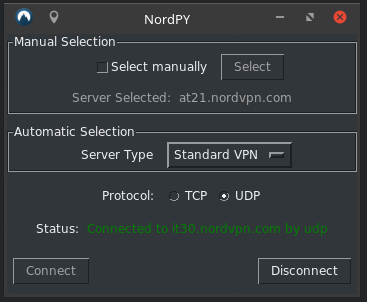 NordPY
Manual Selection
Select manually Select
Server Selected: at21.nordvpn.com
Automatic Selection
Server Type Standard VPN
Protocol: TCP UDP
Status: Connected to it30.nordvpn.com by udp
Connect Disconnect